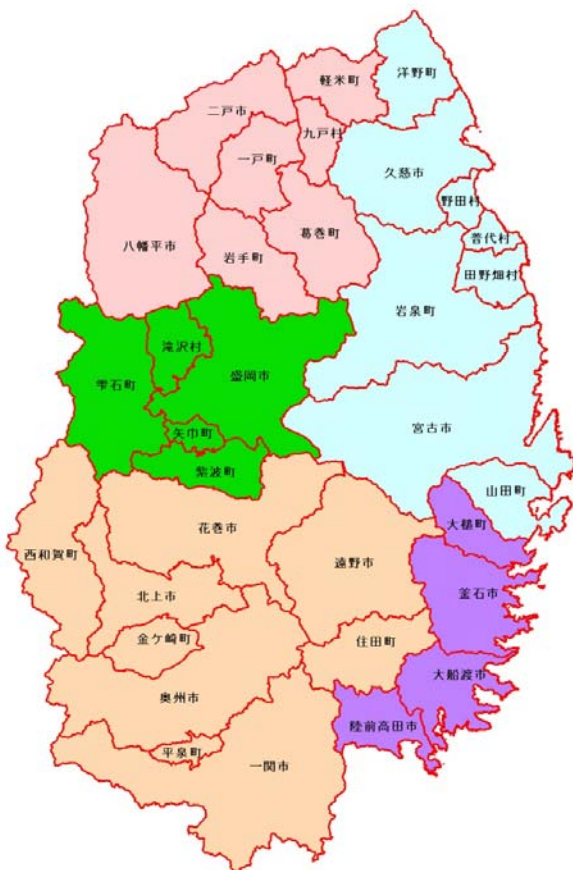 洋野町
軽米町
二戸市
九戸村
一戸町
久慈市
野田村
葛巻町
普代村
八幡平市
岩手町
田野畑村
岩泉町
滝沢村
盛岡市
雫石町
矢巾町
宮古市
紫波町
山田町
大槌町
花巻市
西和賀町
遠野市
釜石市
北上市
金ケ崎町
住田町
大船渡市
奥州市
陸前高田市
平泉町
一関市